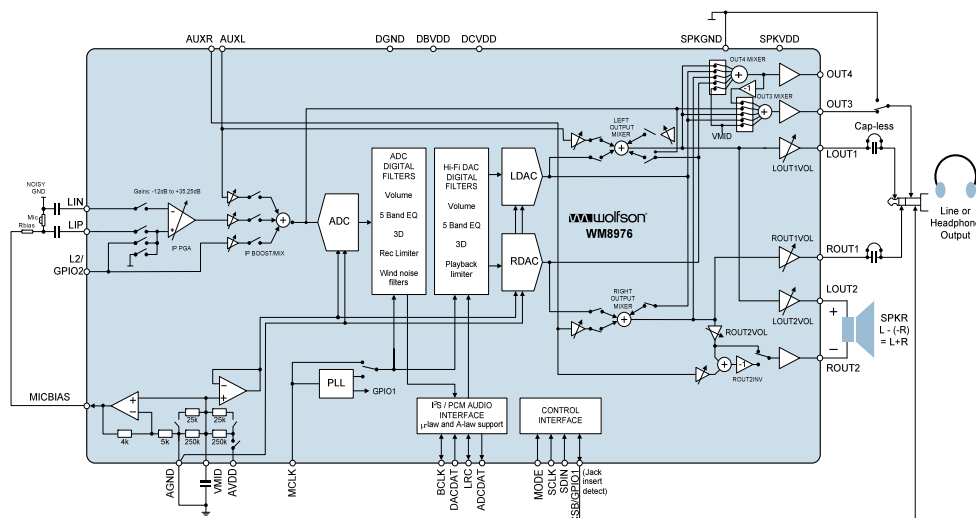 AUXR AUXL
DGND DBVDD DCVDD
SPKGND SPKVDD
OUT4 MIXER
OUT4
-1
OUT3 MIXER
OUT3
VMID
LEFT
OUTPUT
MIXER
Cap-less
LOUT1
LOUT1VOL
NOISY
GND
LIN
Mic
Rbias
LIP
L2/
GPIO2
Gains: -12dB to +35.25dB
IP PGA
IP BOOST/MIX
ADC
ADC
DIGITAL
FILTERS
Volume
5 Band EQ
3D
Rec Limiter
Wind noise
filters
Hi-Fi DAC
DIGITAL
FILTERS
Volume
5 Band EQ
3D
Playback
limiter
LDAC
RDAC
wolfson
WM8976
Line or
Headphone
Output
ROUT1VOL
ROUT1
RIGHT
OUTPUT
MIXER
LOUT2
LOUT2VOL
SPKR
L - (-R)
= L+R
ROUT2VOL
-1
ROUT2INV
ROUT2
MICBIAS
4k
5k
25k 25k
250k 250k
PLL
GPIO1
I²S / PCM AUDIO
INTERFACE
μ-law and A-law support
CONTROL
INTERFACE
AGND
VMID
AVDD
MCLK
BCLK
DACDAT
LRC
ADCDAT
MODE
SCLK
SDIN
CSB/GPIO1
(Jack
insert
detect)